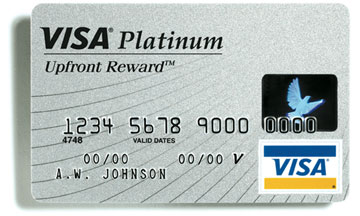 VISA® Platinum
Upfront Reward™
1234 5678 9000 0000
4748
VALID DATES
00/00 00/00 V
A.W. JOHNSON
VISA®